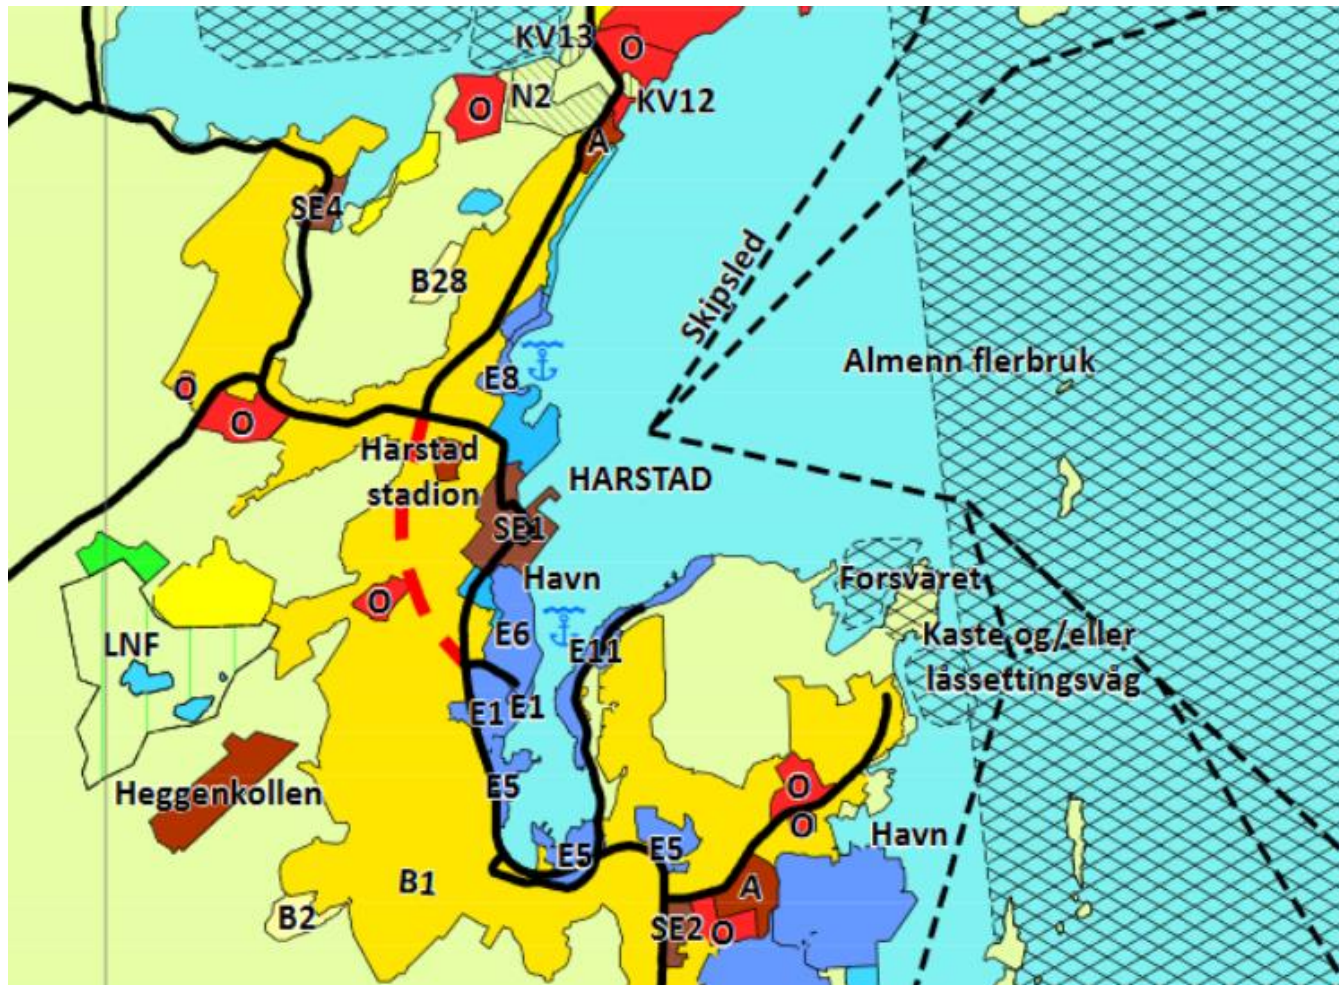 KV13
O
O
N2
KV12
A
SE4
Skipsled
B28
Almenn flerbruk
E8
O
O
Harstad
stadion
HARSTAD
SE1
Havn
Forsvaret
O
E6
E11
Kaste og/eller
låssettingsvåg
LNF
E1
E1
Heggenkollen
E5
O
O
Havn
E5
E5
B1
A
B2
SE2
O